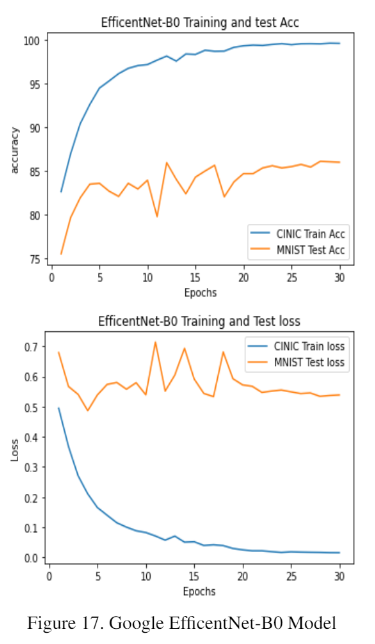 EfficentNet-B0 Training and test Acc
100
95
90
85
80
75
accuracy
CINIC Train Acc
MNIST Test Acc
0 5 10 15 20 25 30
Epochs
EfficentNet-B0 Training and Test loss
0.7
0.6
0.5
0.4
0.3
0.2
0.1
0.0
Loss
CINIC Train loss
MNIST Test loss
0 5 10 15 20 25 30
Epochs
Figure 17. Google EfficentNet-B0 Model